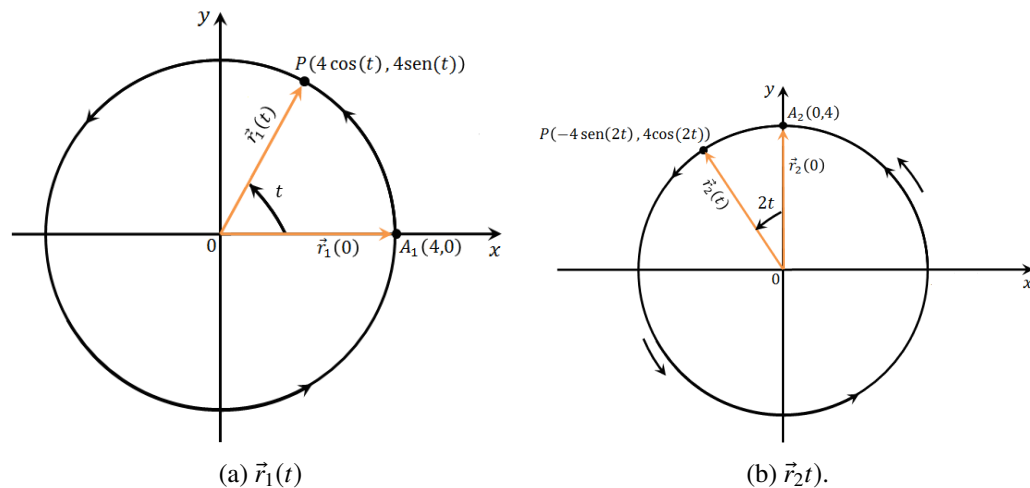 y
P(4 cos(t) , 4sen(t))
r⃗₁(t)
t
0
r⃗₁(0)
A₁(4,0)
x
(a) r⃗₁(t)
y
A₂(0,4)
P(−4 sen(2t) , 4cos(2t))
r⃗₂(0)
r⃗₂(t)
2t
0
x
(b) r⃗₂t).